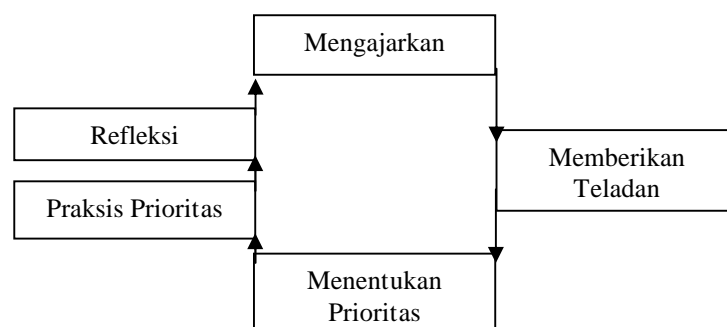 Mengajarkan
Refleksi
Memberikan
Teladan
Praksis Prioritas
Menentukan
Prioritas